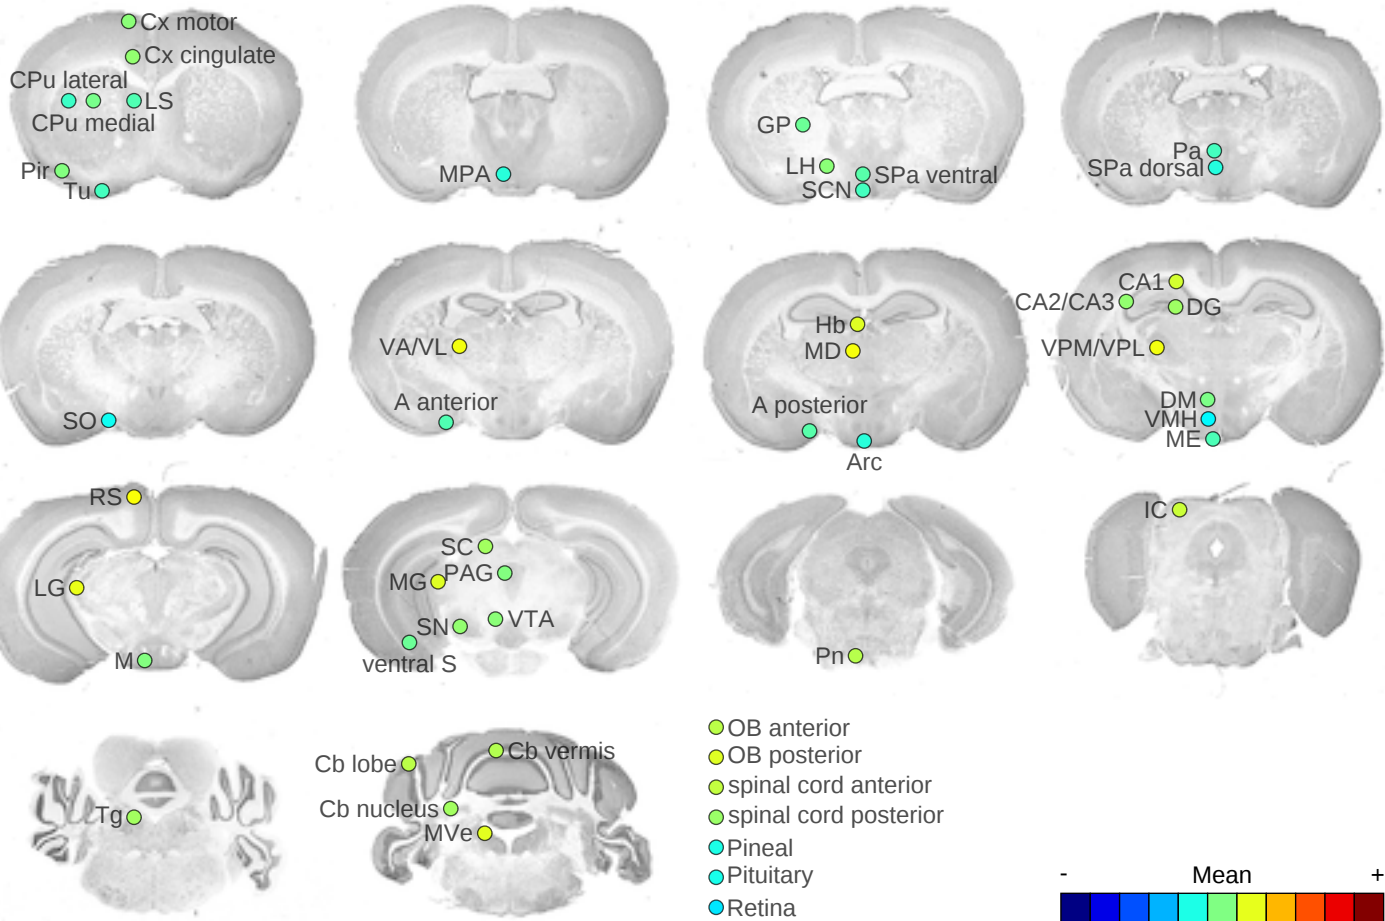 Cx motor
Cx cingulate
CPu lateral
LS
CPu medial
Pir
Tu
MPA
GP
LH
SPa ventral
SCN
Pa
SPa dorsal
SO
VA/VL
A anterior
Hb
MD
A posterior
Arc
CA1
CA2/CA3
DG
VPM/VPL
DM
VMH
ME
RS
LG
M
SC
MG
PAG
SN
VTA
ventral S
Pn
IC
Tg
Cb lobe
Cb vermis
Cb nucleus
MVe
OB anterior
OB posterior
spinal cord anterior
spinal cord posterior
Pineal
Pituitary
Retina
- Mean +